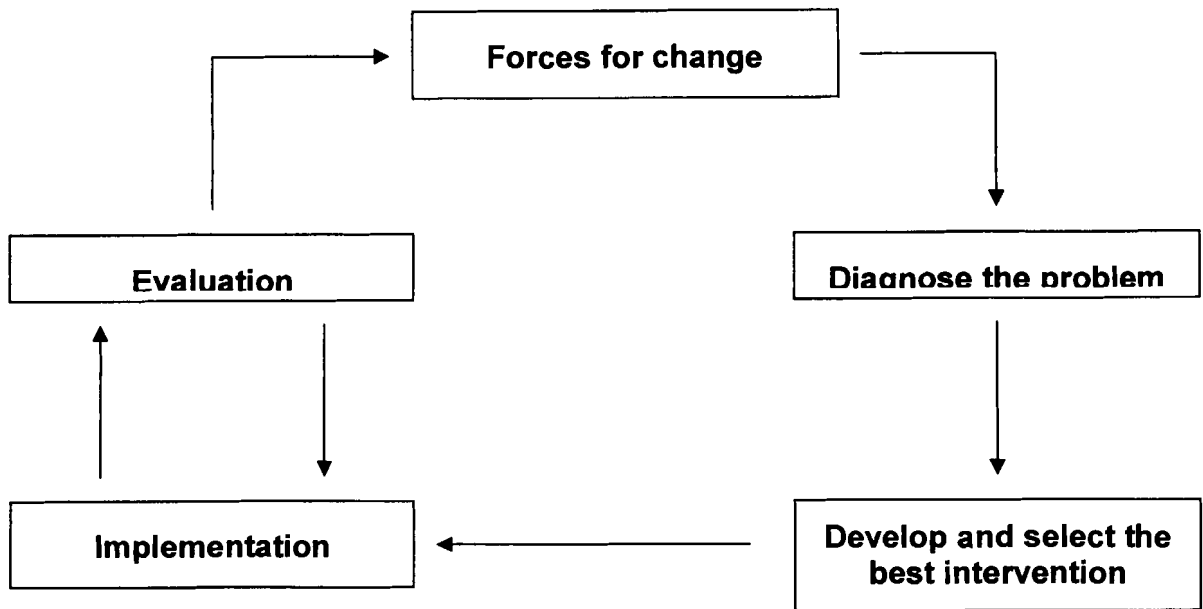 Forces for change
Evaluation
Diagnose the problem
Implementation
Develop and select the
best intervention